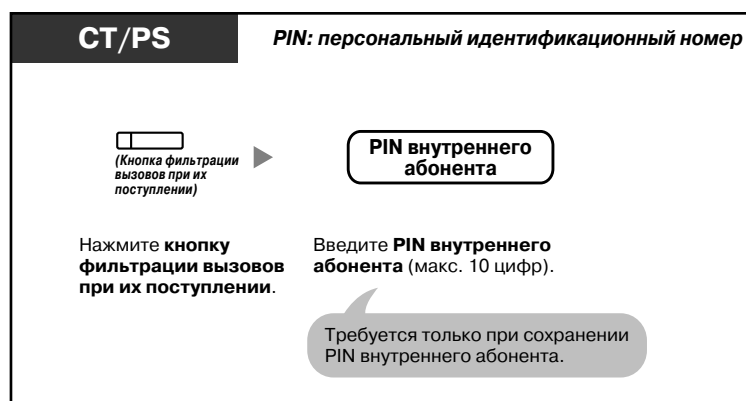 CT/PS
PIN: персональный идентификационный номер
(Кнопка фильтрации
вызовов при их
поступлении)
PIN внутреннего
абонента
Нажмите кнопку
фильтрации вызовов
при их поступлении.
Введите PIN внутреннего
абонента (макс. 10 цифр).
Требуется только при сохранении
PIN внутреннего абонента.